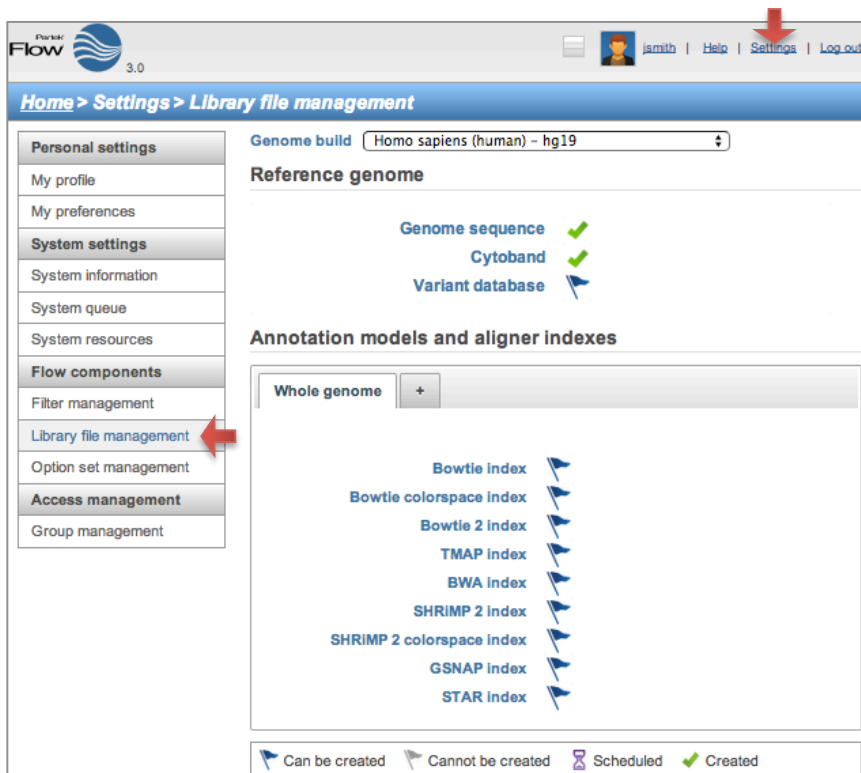 Partek
Flow
3.0
jsmith | Help | Settings | Log out
Home > Settings > Library file management
Personal settings
My profile
My preferences
System settings
System information
System queue
System resources
Flow components
Filter management
Library file management
Option set management
Access management
Group management
Genome build Homo sapiens (human) – hg19
Reference genome
Genome sequence
Cytoband
Variant database
Annotation models and aligner indexes
Whole genome +
Bowtie index
Bowtie colorspace index
Bowtie 2 index
TMAP index
BWA index
SHRiMP 2 index
SHRiMP 2 colorspace index
GSNAP index
STAR index
Can be created Cannot be created Scheduled Created